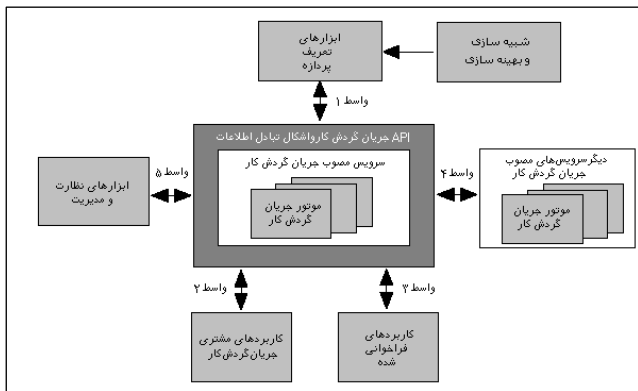 ابزارهای
تعریف
پردازه
شبیه سازی
و بهینه سازی
واسط ۱
API جریان گردش کارواشکال تبادل اطلاعات
سرویس مصوب جریان گردش کار
موتور جریان
گردش کار
واسط ۵
ابزارهای نظارت
و مدیریت
واسط ۴
دیگرسرویس‌های مصوب
جریان گردش کار
موتور جریان
گردش کار
واسط ۲
واسط ۳
کاربردهای مشتری
جریان‌گردش‌کار
کاربردهای
فراخوانی
شده